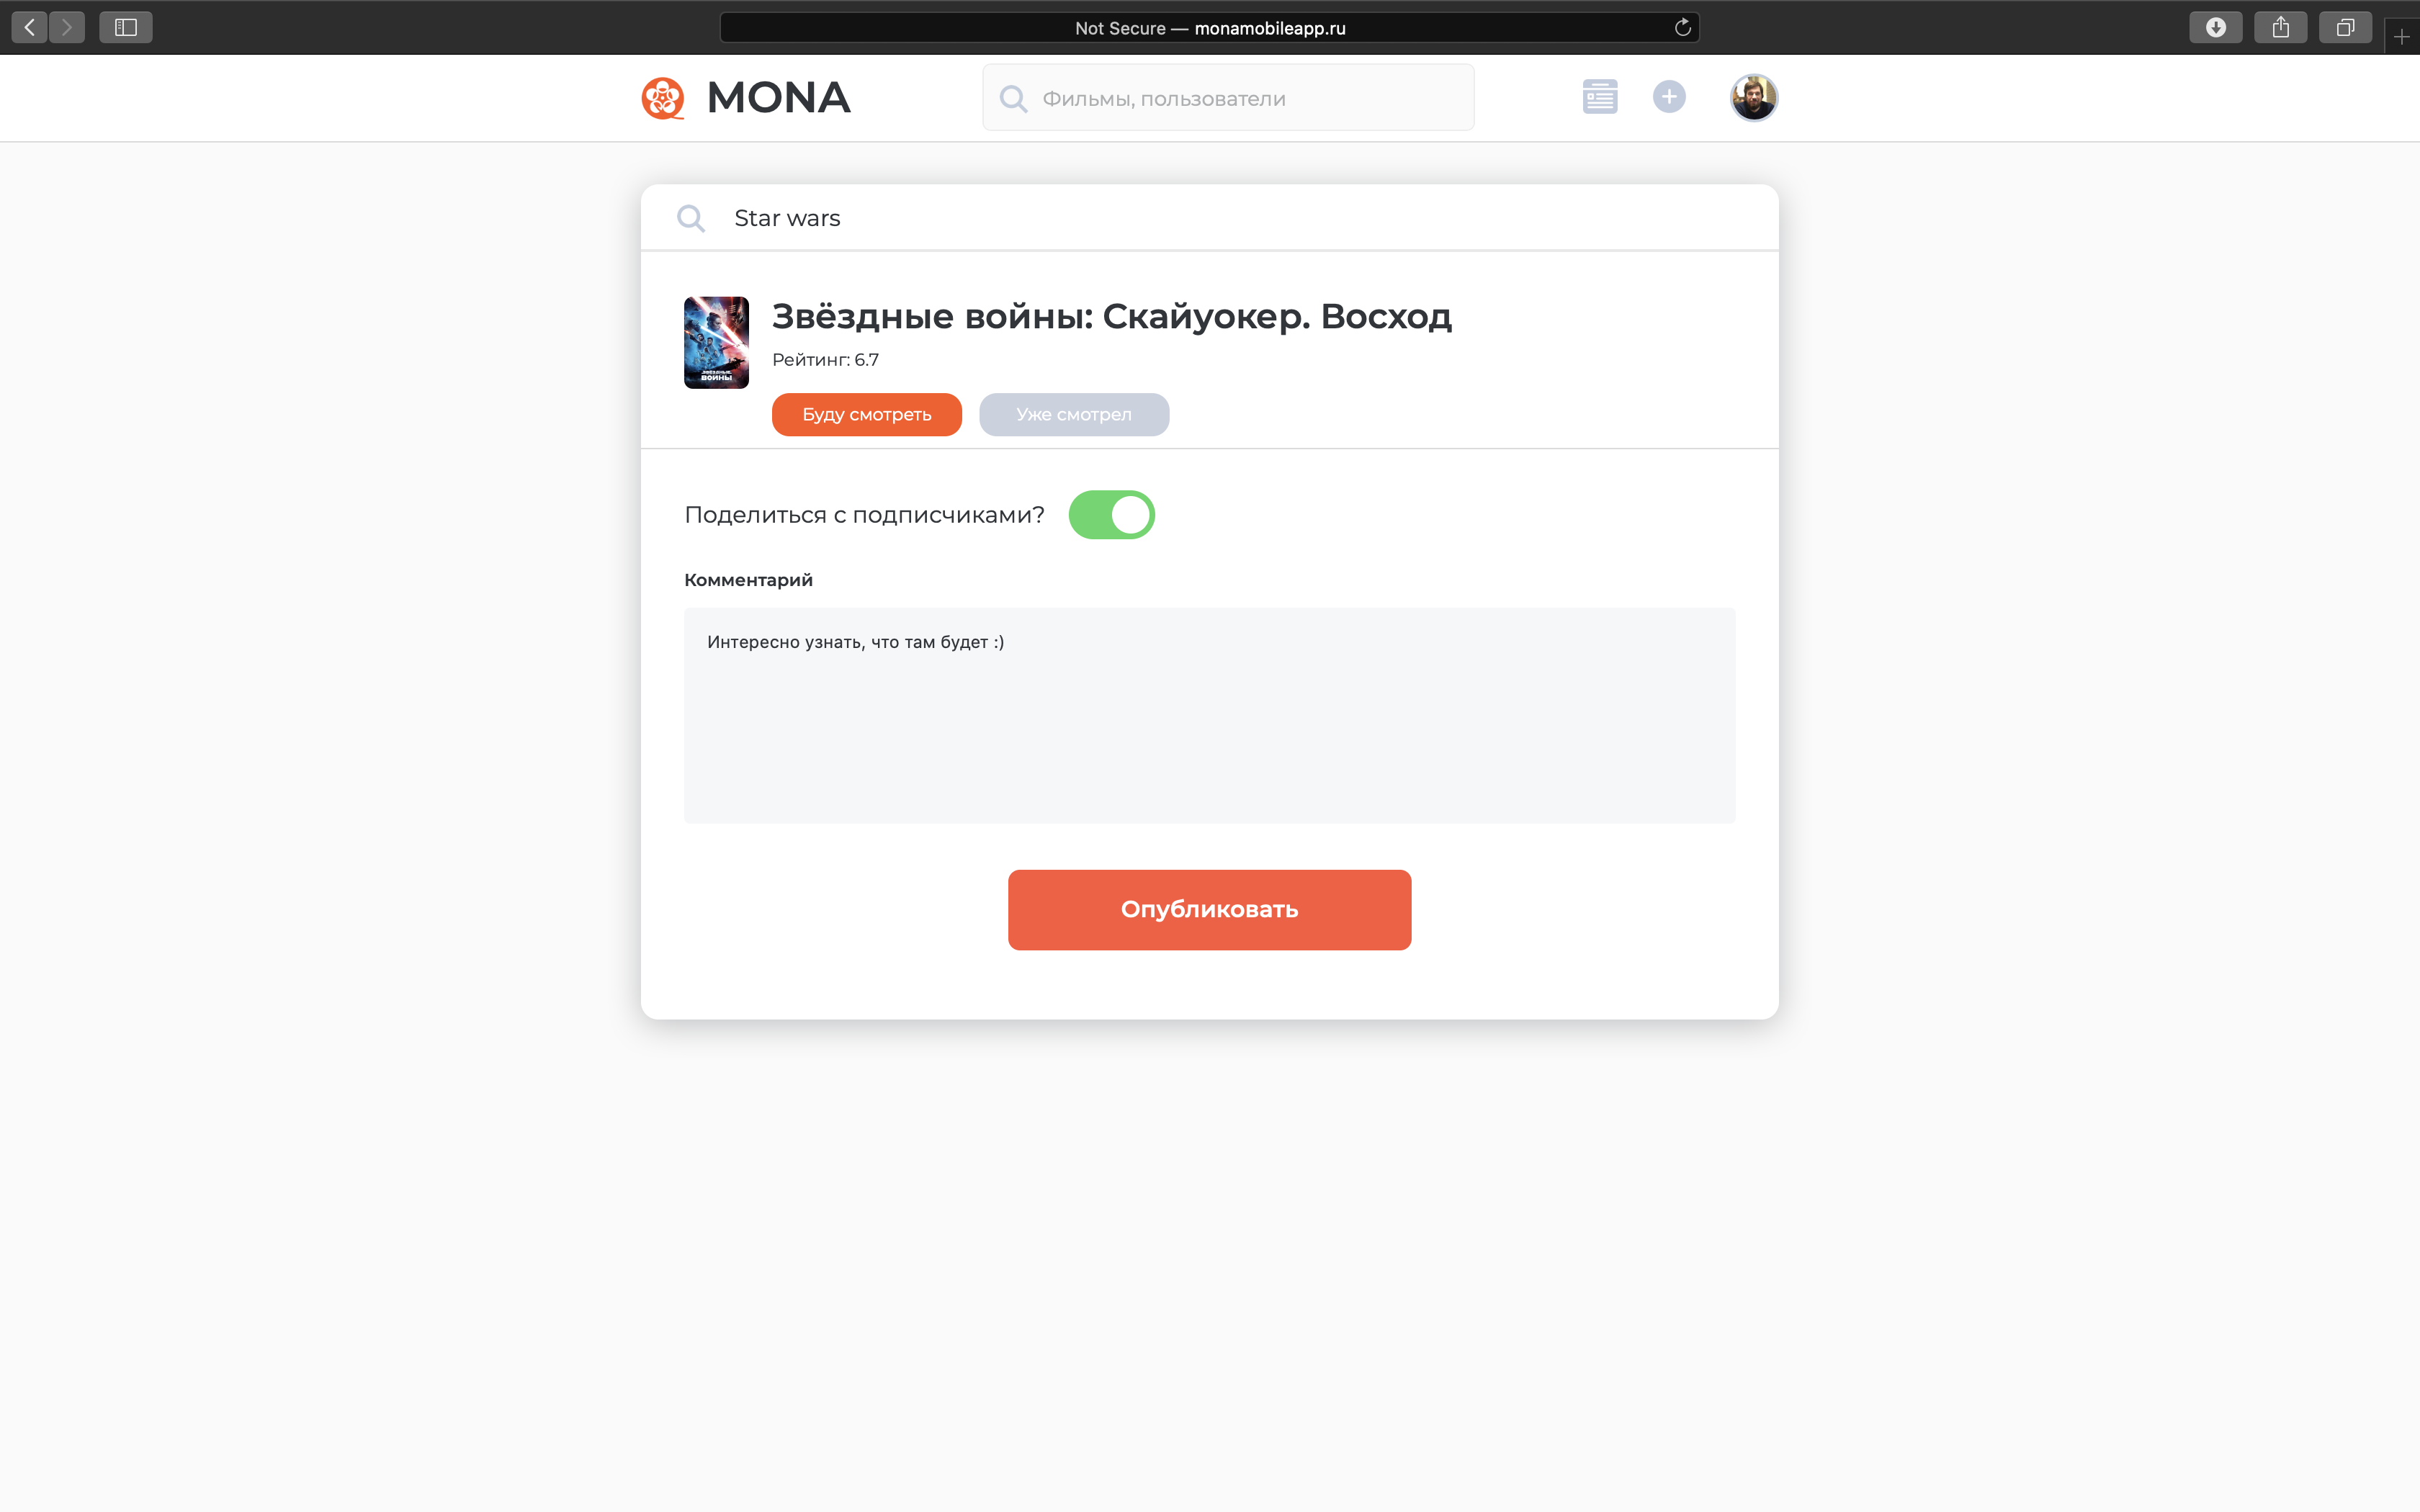 Not Secure — monamobileapp.ru
MONA
Фильмы, пользователи
Star wars
Звёздные войны: Скайуокер. Восход
Рейтинг: 6.7
ЗВЁЗДНЫЕ
ВОЙНЫ
Буду смотреть
Уже смотрел
Поделиться с подписчиками?
Комментарий
Интересно узнать, что там будет :)
Опубликовать